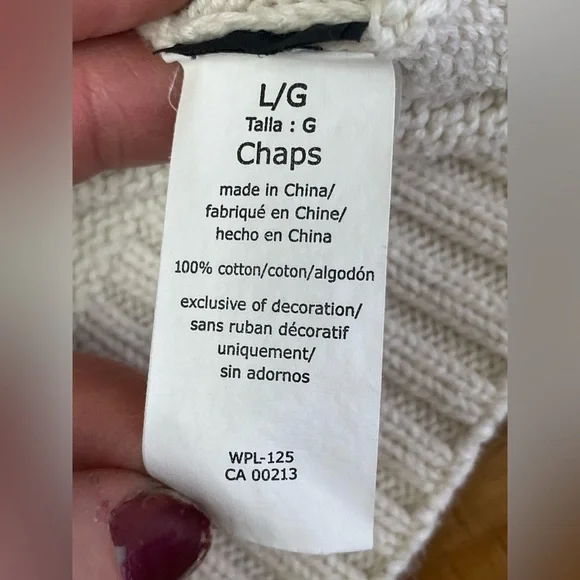 L/G
Talla : G
Chaps
made in China/
fabriqué en Chine/
hecho en China
100% cotton/coton/algodón
exclusive of decoration/
sans ruban décoratif
uniquement/
sin adornos
WPL-125
CA 00213